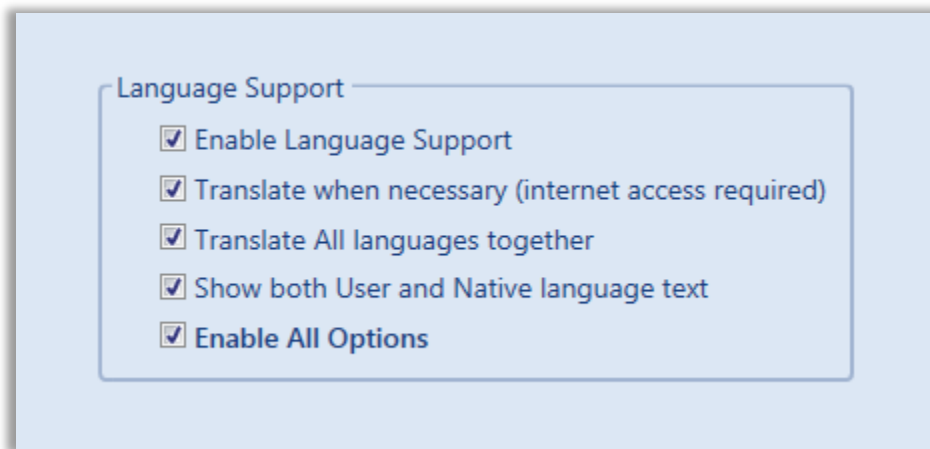 Language Support
Enable Language Support
Translate when necessary (internet access required)
Translate All languages together
Show both User and Native language text
Enable All Options